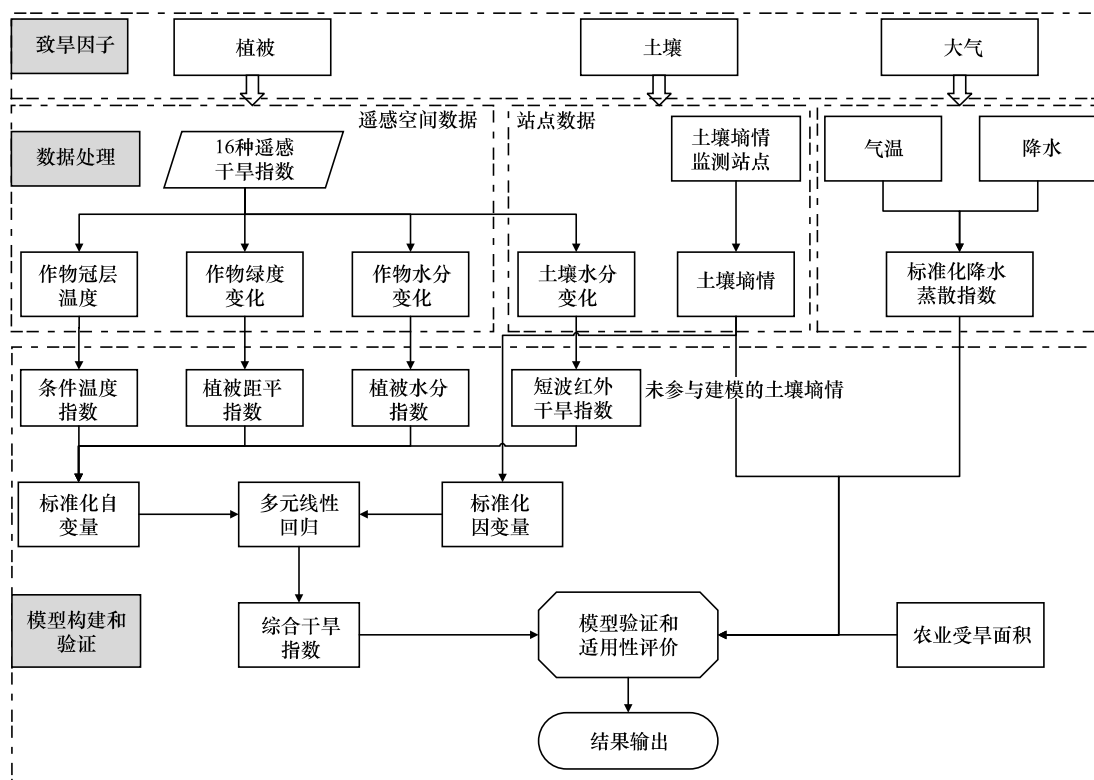 致旱因子
植被
土壤
大气
遥感空间数据
站点数据
数据处理
16种遥感
干旱指数
土壤墒情
监测站点
气温
降水
作物冠层
温度
作物绿度
变化
作物水分
变化
土壤水分
变化
土壤墒情
标准化降水
蒸散指数
条件温度
指数
植被距平
指数
植被水分
指数
短波红外
干旱指数
未参与建模的土壤墒情
标准化自
变量
多元线性
回归
标准化
因变量
模型构建和
验证
综合干旱
指数
模型验证和
适用性评价
农业受旱面积
结果输出